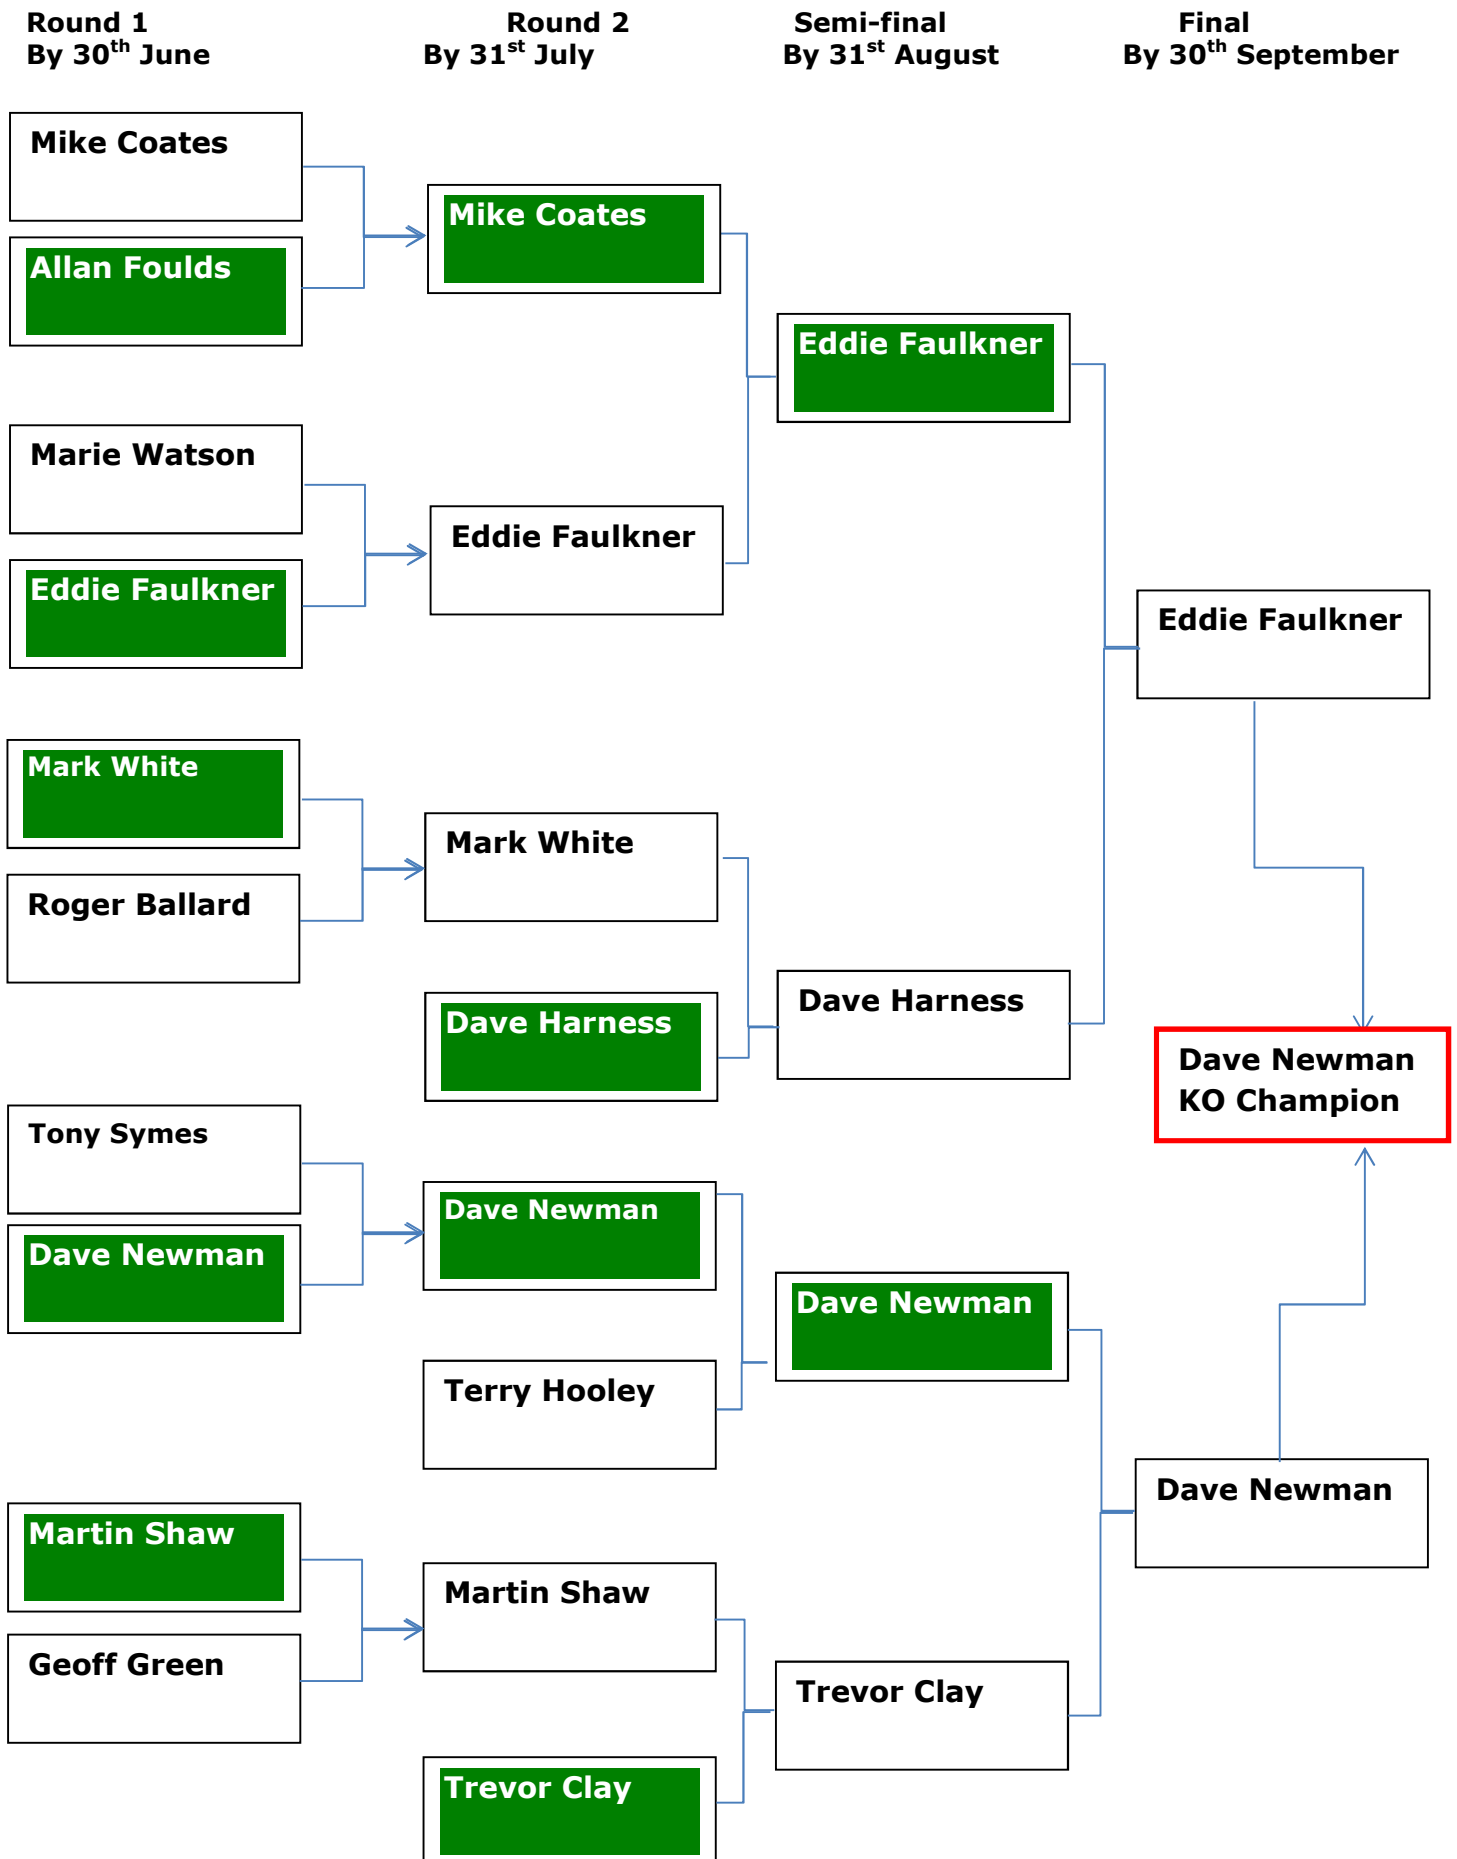 Round 1
By 30th June
Round 2
By 31st July
Semi-final
By 31st August
Final
By 30th September
Mike Coates
Allan Foulds
Marie Watson
Eddie Faulkner
Mark White
Roger Ballard
Tony Symes
Dave Newman
Martin Shaw
Geoff Green
Mike Coates
Eddie Faulkner
Mark White
Dave Harness
Dave Newman
Terry Hooley
Martin Shaw
Trevor Clay
Eddie Faulkner
Dave Harness
Dave Newman
Trevor Clay
Eddie Faulkner
Dave Newman
Dave Newman
KO Champion